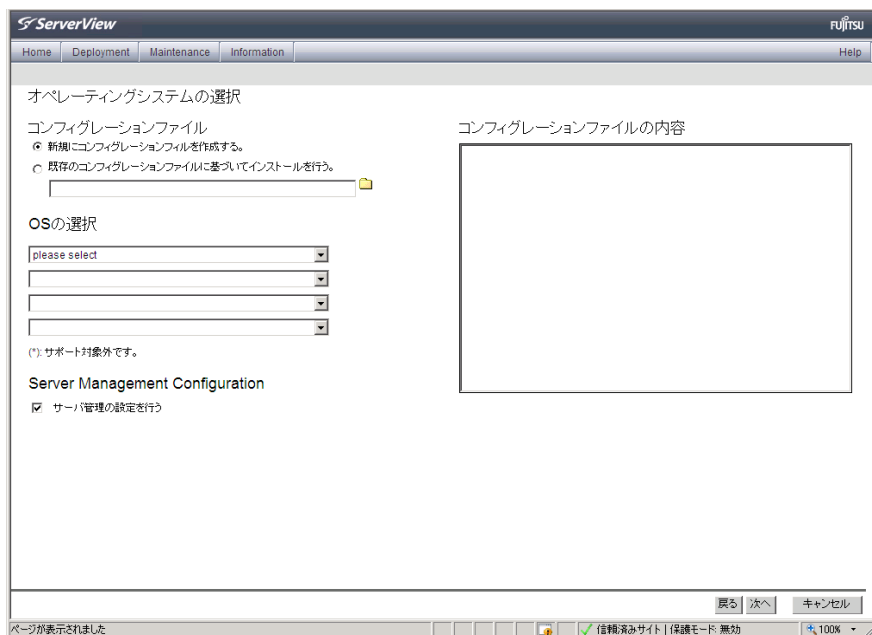 ServerView
FUJITSU
Home Deployment Maintenance Information Help
オペレーティングシステムの選択
コンフィグレーションファイル
新規にコンフィグレーションフィルを作成する。
既存のコンフィグレーションファイルに基づいてインストールを行う。
OSの選択
please select
(*): サポート対象外です。
Server Management Configuration
サーバ管理の設定を行う
コンフィグレーションファイルの内容
戻る 次へ キャンセル
ページが表示されました
信頼済みサイト | 保護モード: 無効
100%